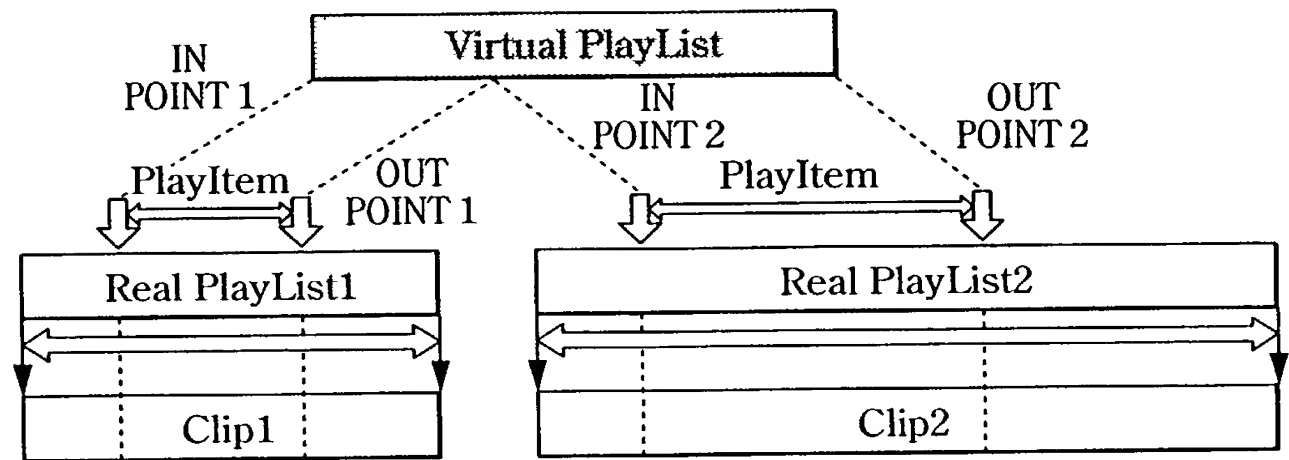 Virtual PlayList
IN
POINT 1
IN
POINT 2
OUT
POINT 2
PlayItem
OUT
POINT 1
PlayItem
Real PlayList1
Real PlayList2
Clip1
Clip2